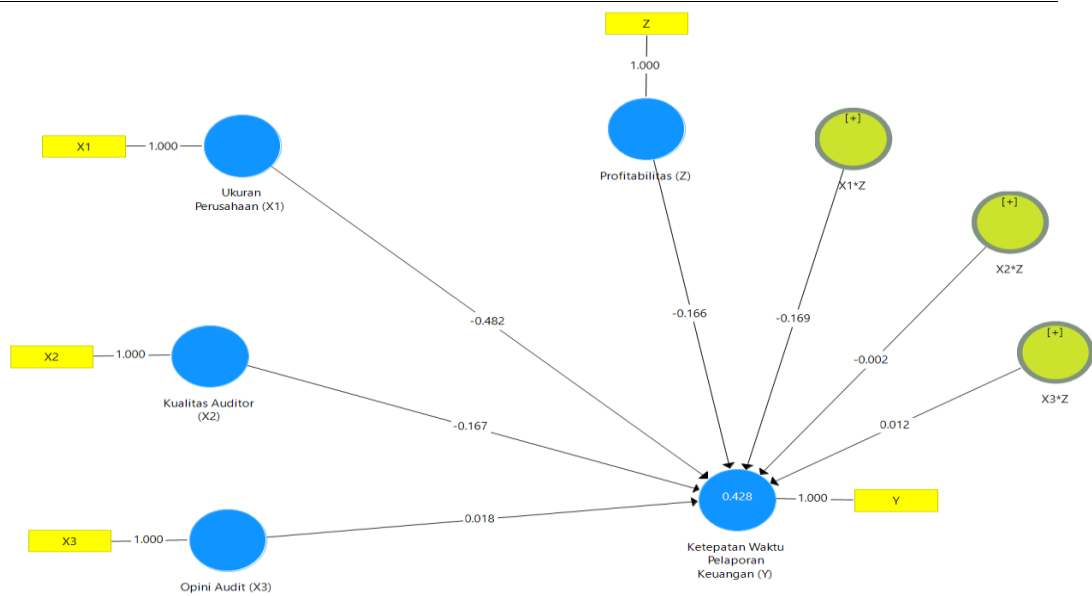 Z
1.000
[+]
X1
1.000
Profitabilitas (Z)
X1*Z
Ukuran
Perusahaan (X1)
[+]
X2*Z
-0.482
-0.166
-0.169
[+]
X2
1.000
-0.002
X3*Z
Kualitas Auditor
(X2)
-0.167
0.012
0.428
1.000
Y
0.018
X3
1.000
Ketepatan Waktu
Pelaporan
Keuangan (Y)
Opini Audit (X3)